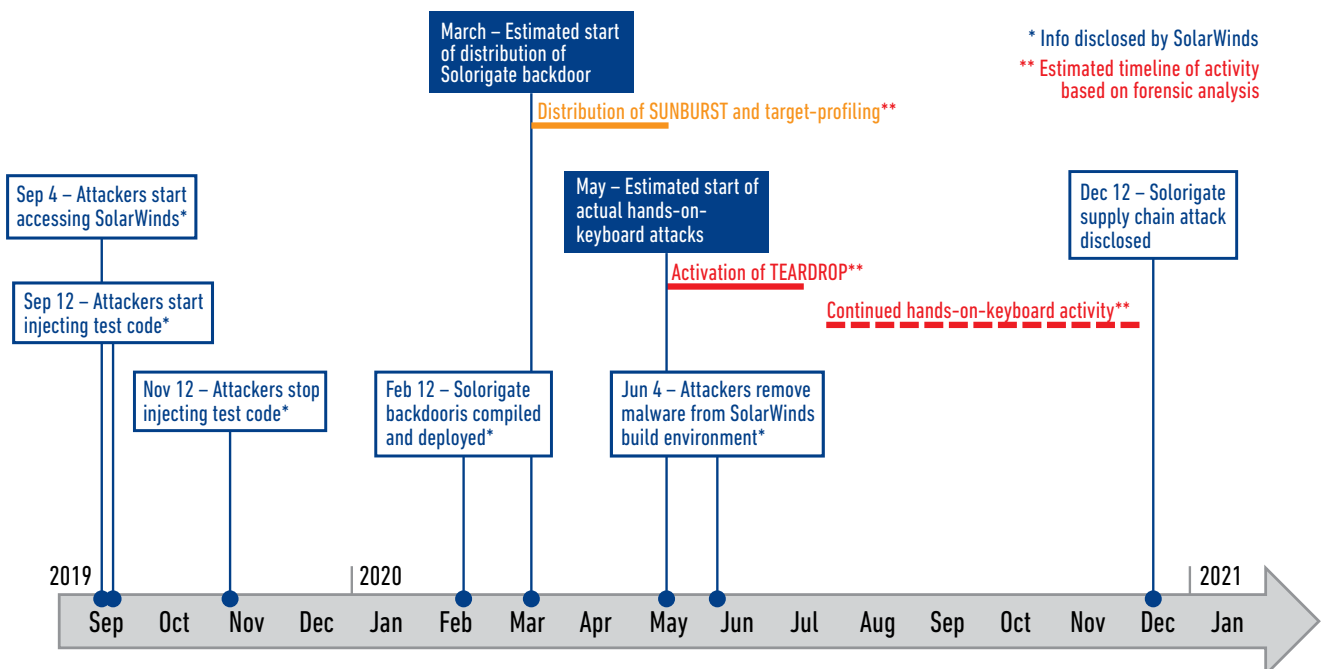 March – Estimated start
of distribution of
Solorigate backdoor
* Info disclosed by SolarWinds
** Estimated timeline of activity
based on forensic analysis
Distribution of SUNBURST and target-profiling**
Sep 4 – Attackers start
accessing SolarWinds*
May – Estimated start of
actual hands-on-
keyboard attacks
Dec 12 – Solorigate
supply chain attack
disclosed
Activation of TEARDROP**
Sep 12 – Attackers start
injecting test code*
Continued hands-on-keyboard activity**
Nov 12 – Attackers stop
injecting test code*
Feb 12 – Solorigate
backdooris compiled
and deployed*
Jun 4 – Attackers remove
malware from SolarWinds
build environment*
2019 2020 2021
Sep Oct Nov Dec Jan Feb Mar Apr May Jun Jul Aug Sep Oct Nov Dec Jan